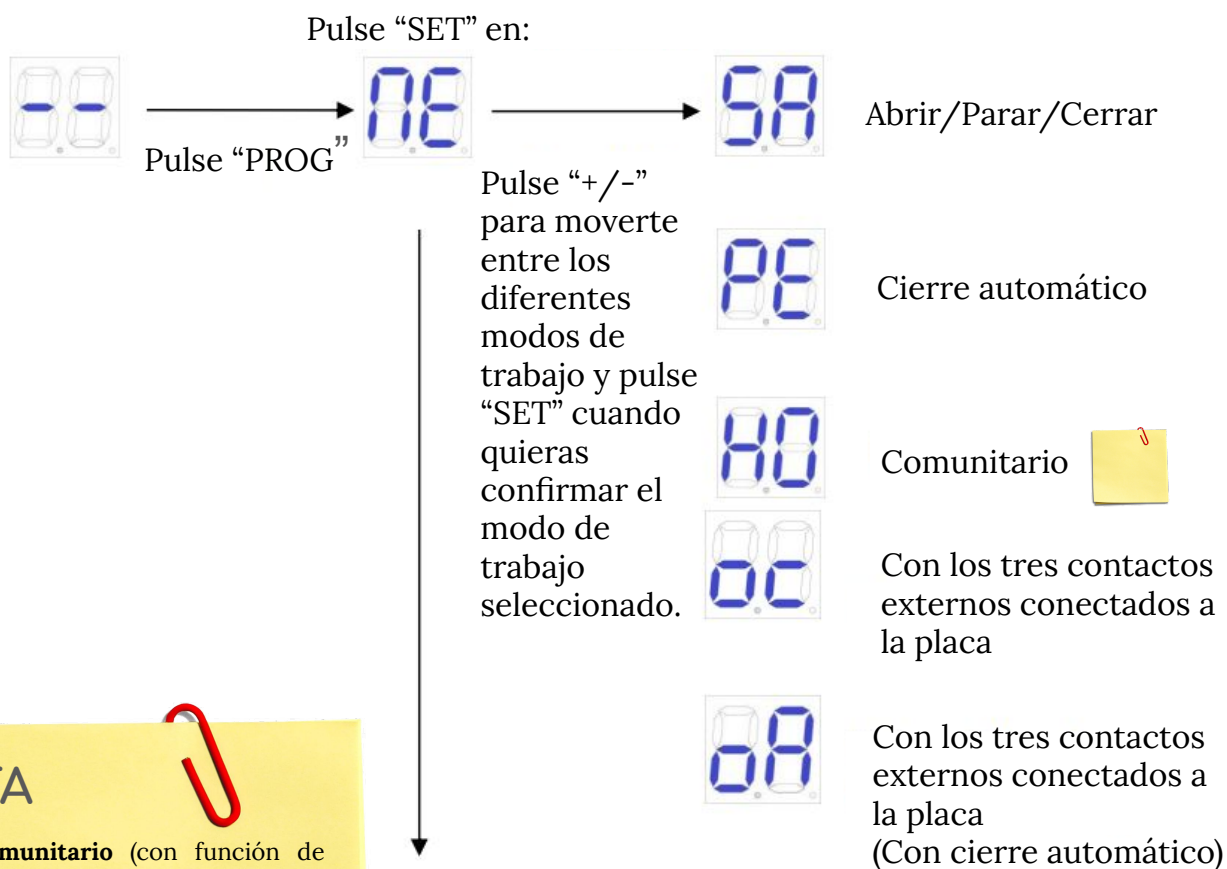 Pulse “SET” en:
--
Pulse “PROG”
ПE
SA
Abrir/Parar/Cerrar
Pulse “+/-”
para moverte
entre los
diferentes
modos de
trabajo y pulse
“SET” cuando
quieras
confirmar el
modo de
trabajo
seleccionado.
PE
Cierre automático
HO
Comunitario
oc
Con los tres contactos
externos conectados a
la placa
oA
Con los tres contactos
externos conectados a
la placa
(Con cierre automático)
TA
munitario (con función de